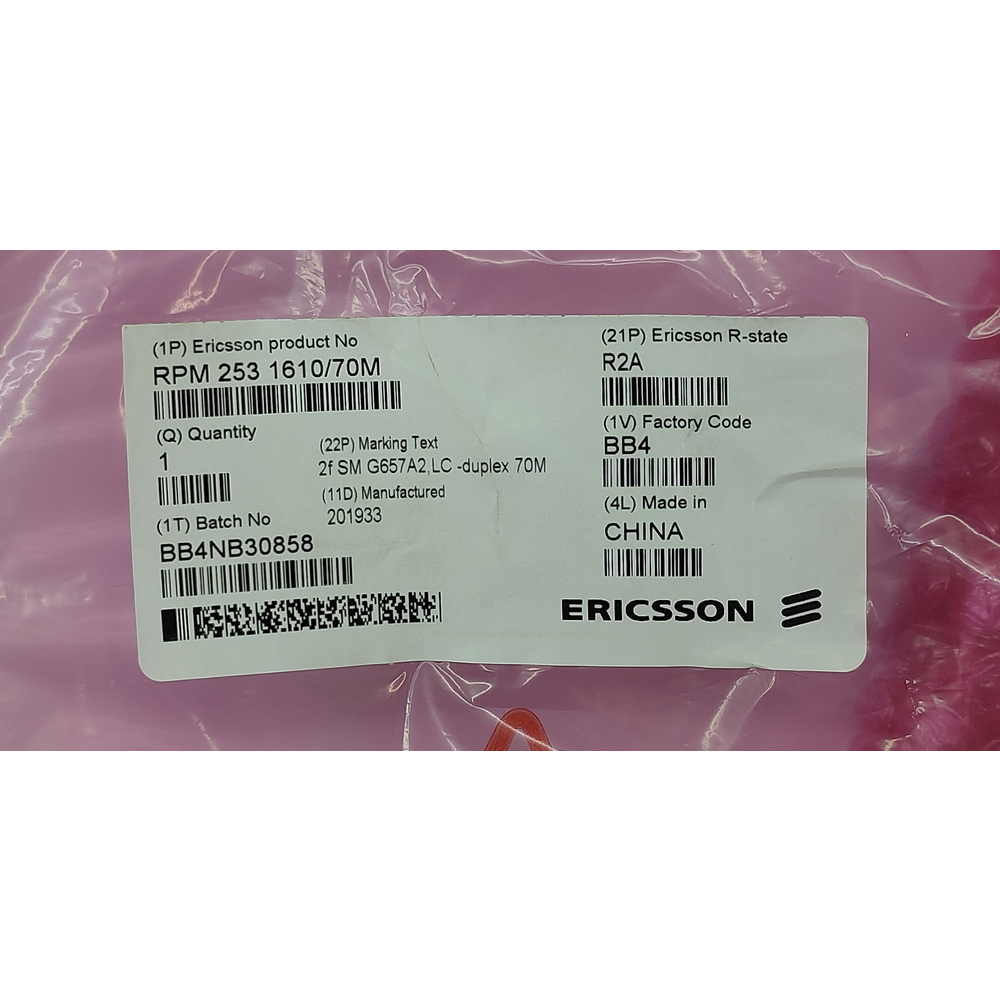 (1P) Ericsson product No
RPM 253 1610/70M
(Q) Quantity
1
(22P) Marking Text
2f SM G657A2,LC -duplex 70M
(11D) Manufactured
201933
(1T) Batch No
BB4NB30858
(21P) Ericsson R-state
R2A
(1V) Factory Code
BB4
(4L) Made in
CHINA
ERICSSON